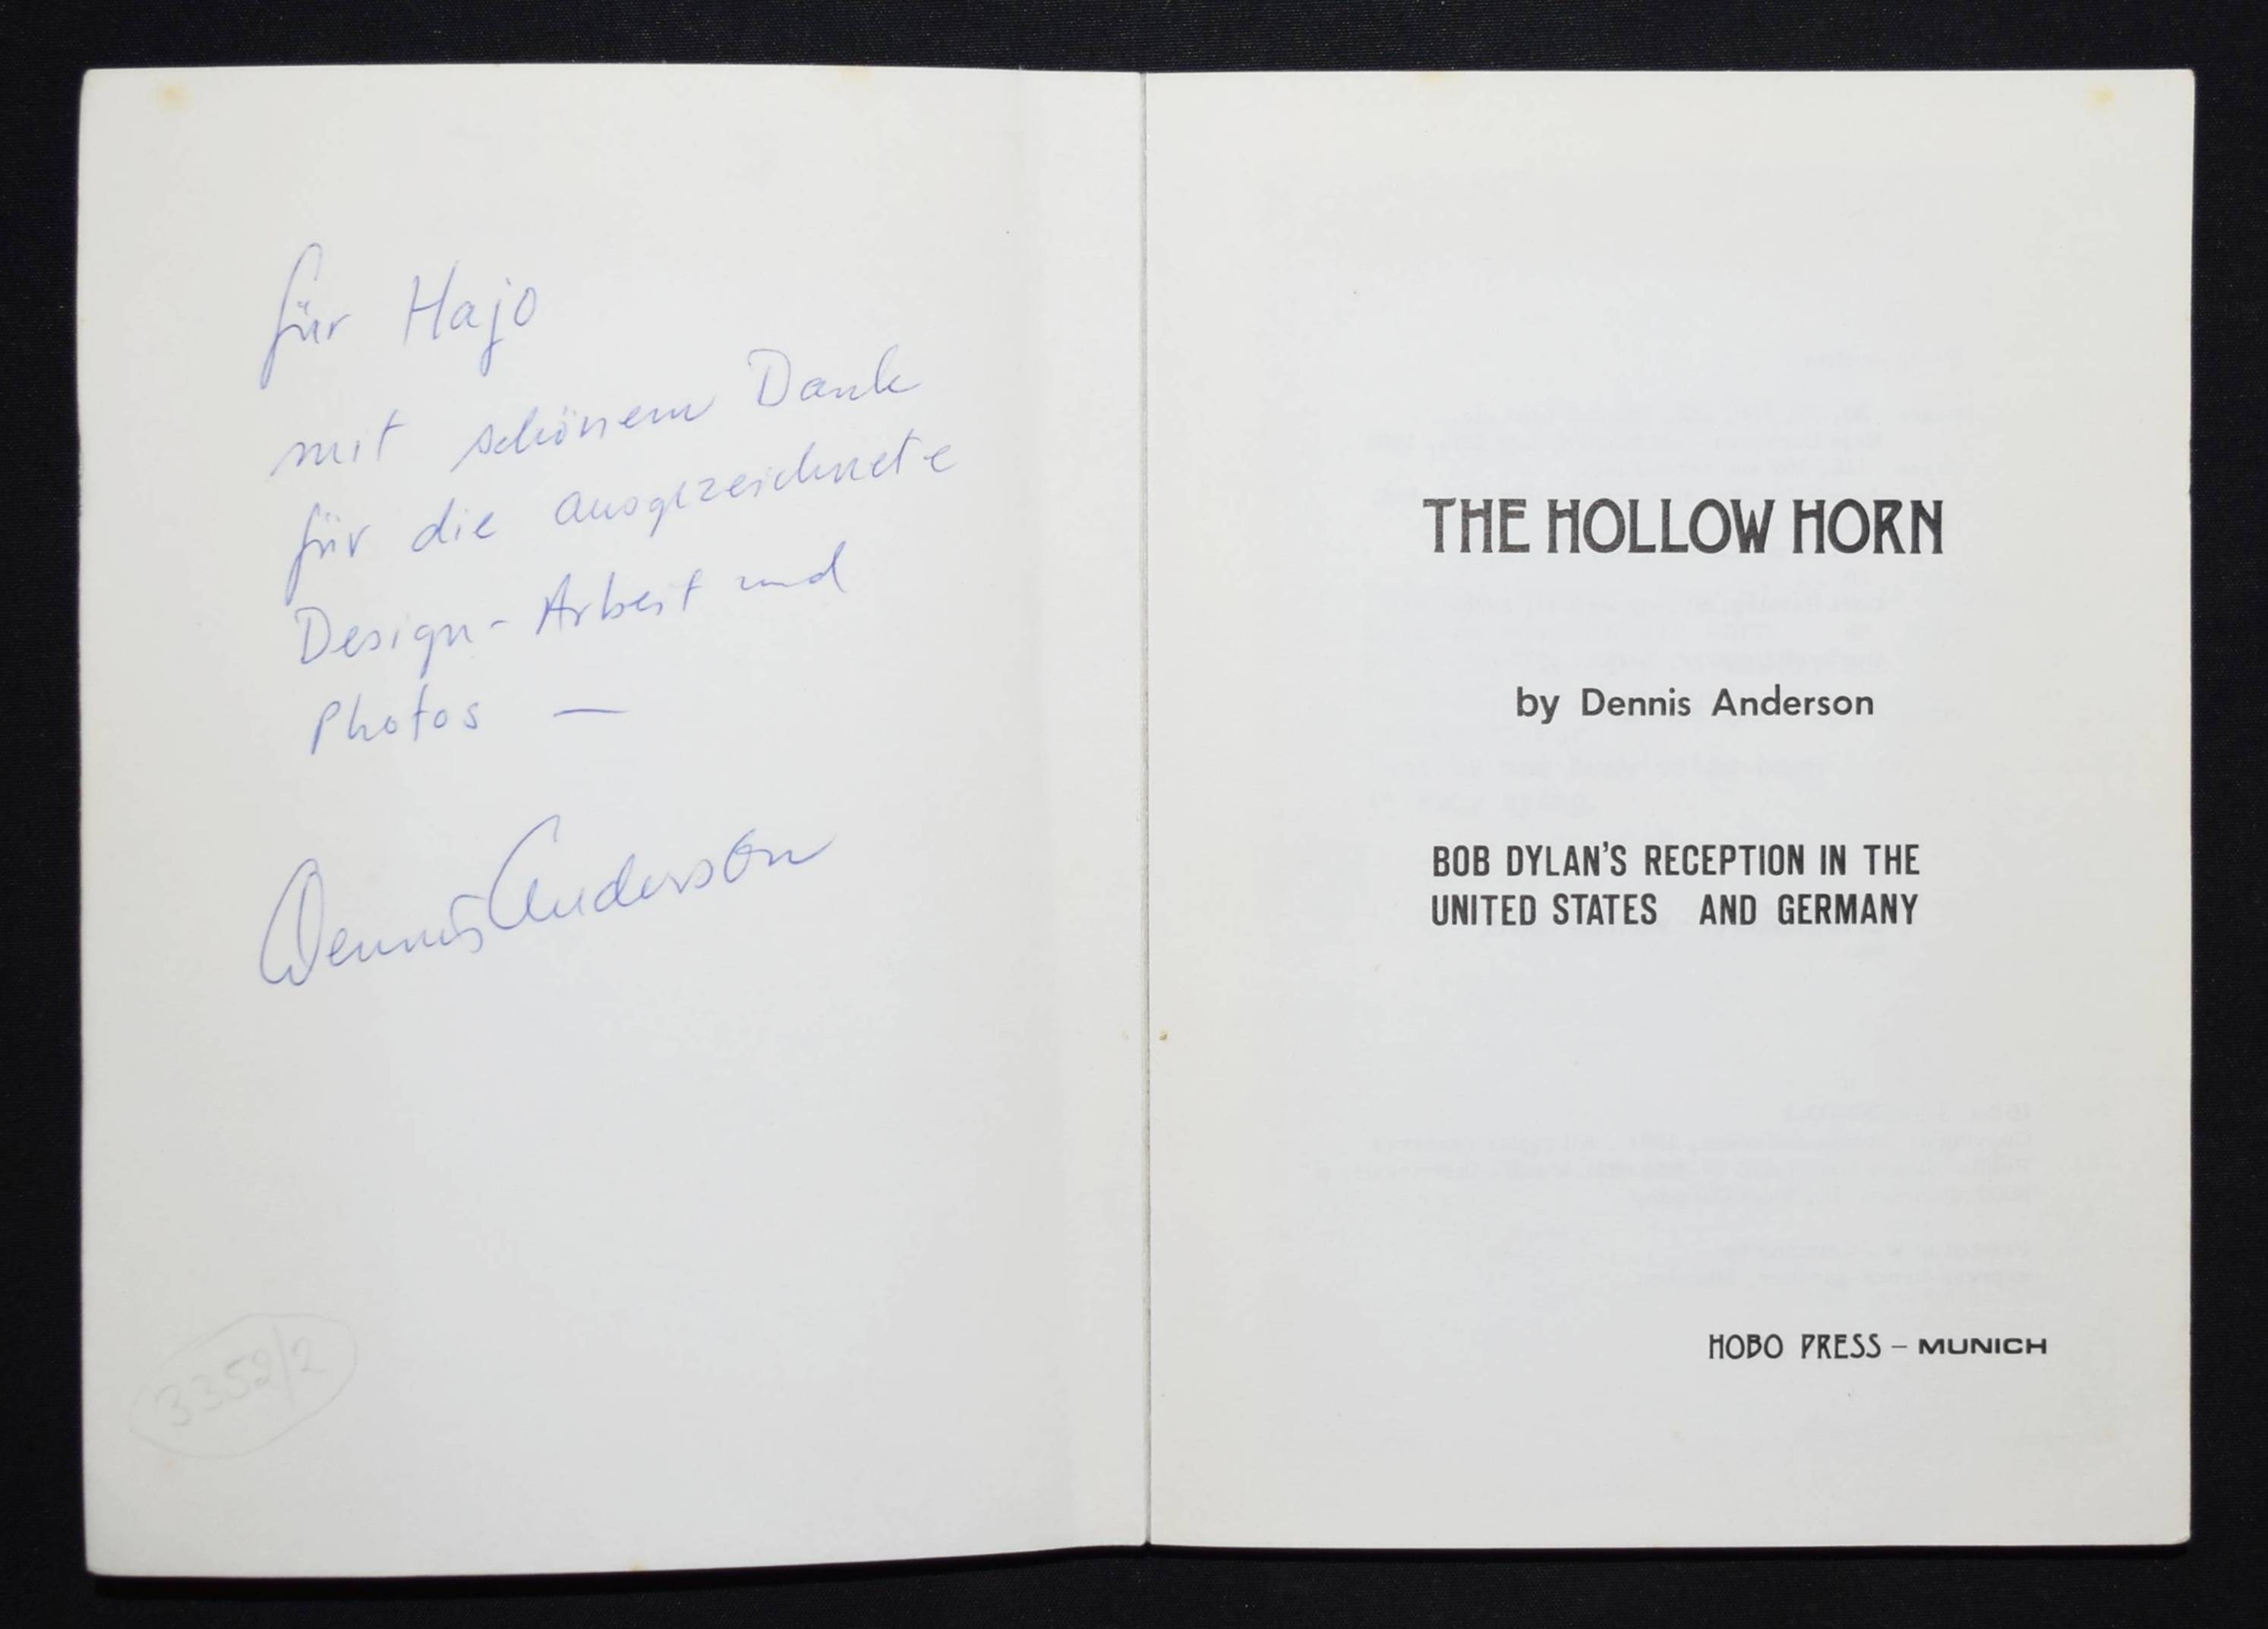 für Hajo
mit schönem Dank
für die ausgezeichnete
Design-Arbeit und
Photos —
Dennis Anderson
3352/2
THE HOLLOW HORN
by Dennis Anderson
BOB DYLAN'S RECEPTION IN THE
UNITED STATES AND GERMANY
HOBO PRESS – MUNICH